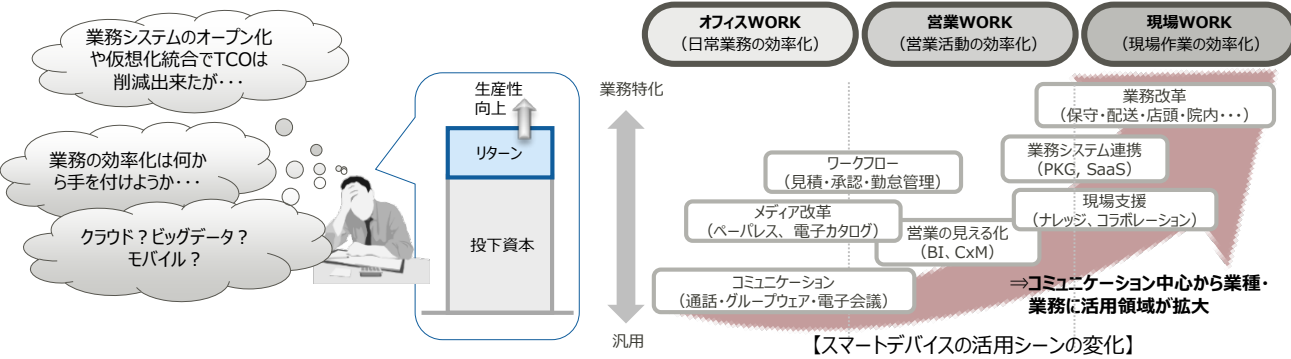 業務システムのオープン化
や仮想化統合でTCOは
削減出来たが・・・
業務の効率化は何か
ら手を付けようか・・・
クラウド？ビッグデータ？
モバイル？
生産性
向上
リターン
投下資本
オフィスWORK
（日常業務の効率化）
営業WORK
（営業活動の効率化）
現場WORK
（現場作業の効率化）
業務特化
汎用
業務改革
（保守・配送・店頭・院内・・・）
業務システム連携
（PKG, SaaS）
ワークフロー
（見積・承認・勤怠管理）
現場支援
（ナレッジ、コラボレーション）
メディア改革
（ペーパレス、電子カタログ）
営業の見える化
（BI、CxM）
コミュニケーション
（通話・グループウェア・電子会議）
⇒コミュニケーション中心から業種・
業務に活用領域が拡大
【スマートデバイスの活用シーンの変化】